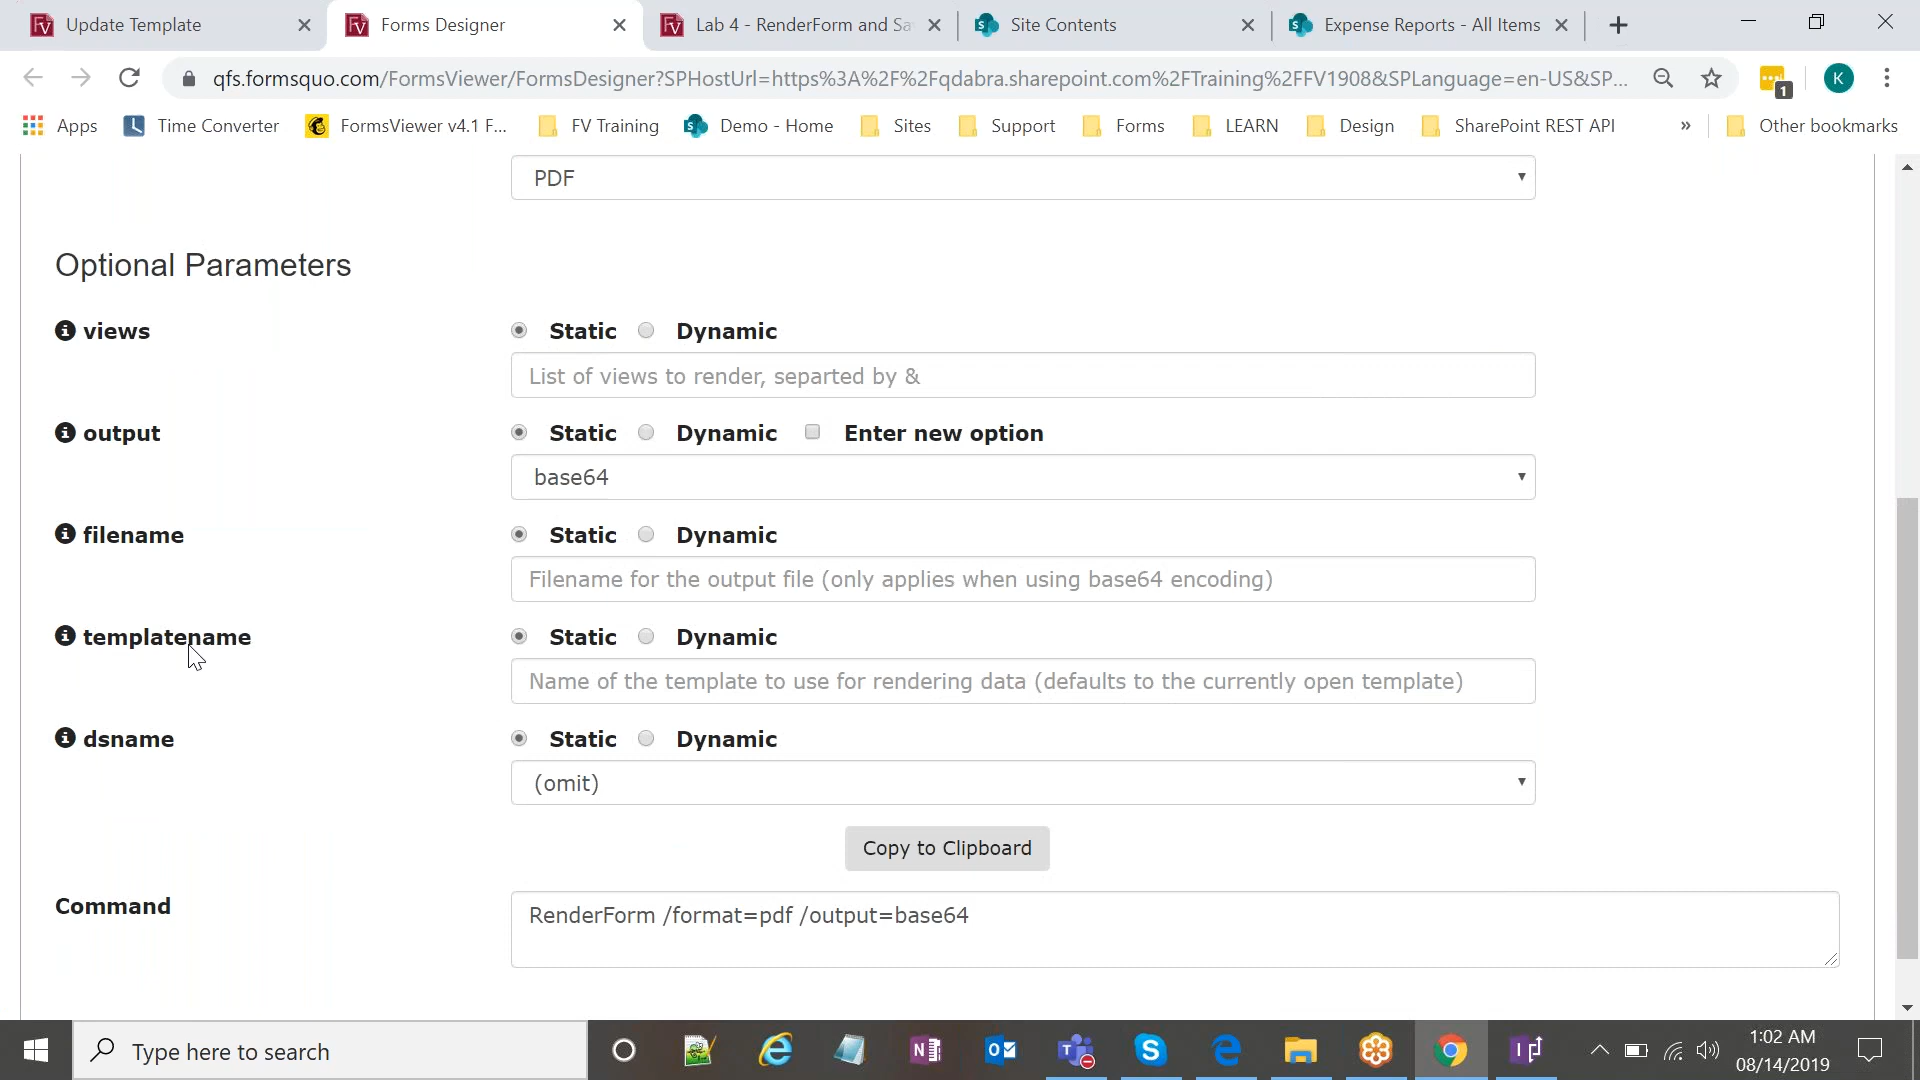 Update Template
Forms Designer
Lab 4 - RenderForm and Sa
Site Contents
Expense Reports - All Items
qfs.formsquo.com/FormsViewer/FormsDesigner?SPHostUrl=https%3A%2F%2Fqdabra.sharepoint.com%2FTraining%2FFV1908&SPLanguage=en-US&SP...
1
K
Apps
Time Converter
FormsViewer v4.1 F...
FV Training
Demo - Home
Sites
Support
Forms
LEARN
Design
SharePoint REST API
»
Other bookmarks
PDF
Optional Parameters
views
Static Dynamic
List of views to render, separted by &
output
Static Dynamic Enter new option
base64
filename
Static Dynamic
Filename for the output file (only applies when using base64 encoding)
templatename
Static Dynamic
Name of the template to use for rendering data (defaults to the currently open template)
dsname
Static Dynamic
(omit)
Copy to Clipboard
Command
RenderForm /format=pdf /output=base64
Type here to search
1:02 AM
08/14/2019